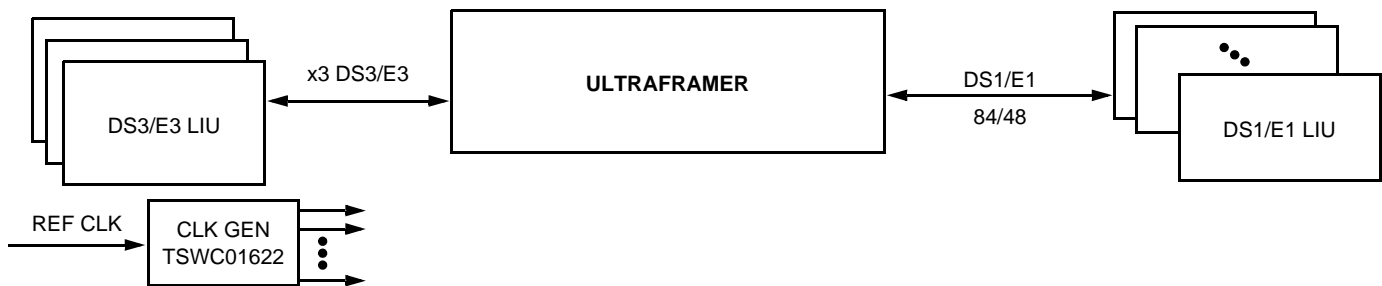 x3 DS3/E3
ULTRAFRAMER
DS1/E1
84/48
DS3/E3 LIU
DS1/E1 LIU
REF CLK
CLK GEN
TSWC01622